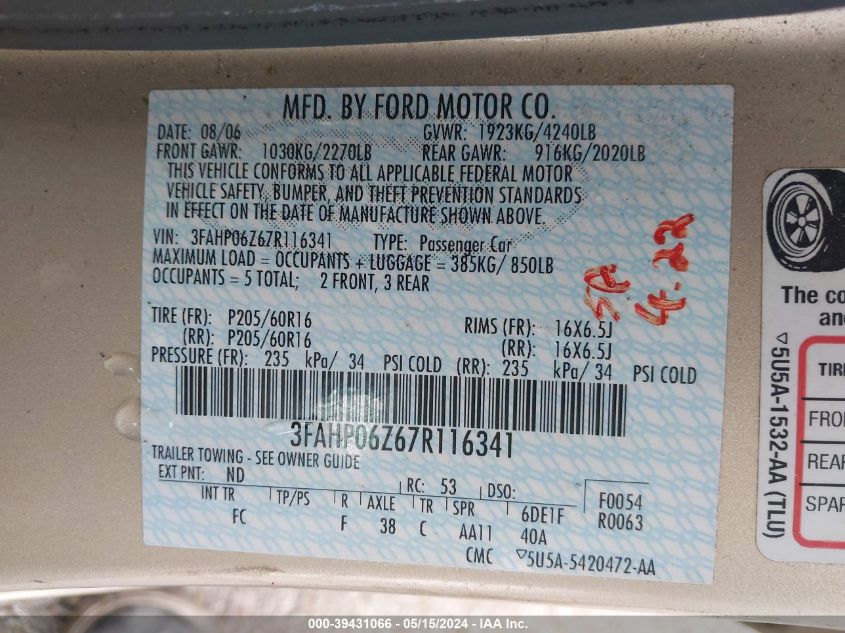 MFD. BY FORD MOTOR CO.
DATE: 08/06 GVWR: 1923KG/4240LB
FRONT GAWR: 1030KG/2270LB REAR GAWR: 916KG/2020LB
THIS VEHICLE CONFORMS TO ALL APPLICABLE FEDERAL MOTOR
VEHICLE SAFETY, BUMPER, AND THEFT PREVENTION STANDARDS
IN EFFECT ON THE DATE OF MANUFACTURE SHOWN ABOVE.
VIN: 3FAHP06Z67R116341 TYPE: Passenger Car
MAXIMUM LOAD = OCCUPANTS + LUGGAGE = 385KG/ 850LB
OCCUPANTS = 5 TOTAL; 2 FRONT, 3 REAR
4.22
TIRE (FR): P205/60R16 RIMS (FR): 16X6.5J
(RR): P205/60R16 (RR): 16X6.5J
PRESSURE (FR): 235 kPa/ 34 PSI COLD (RR): 235 kPa/ 34 PSI COLD
3FAHP06Z67R116341
TRAILER TOWING - SEE OWNER GUIDE
EXT PNT: ND RC: 53 DSO: F0054
INT TR TP/PS R AXLE TR SPR 6DE1F R0063
FC F 38 C AA11 40A
CMC ▽5U5A-5420472-AA
The co
an
▽5U5A-1532-AA (TLU)
TIR
FRO
REA
SPA
000-39431066 - 05/15/2024 - IAA Inc.